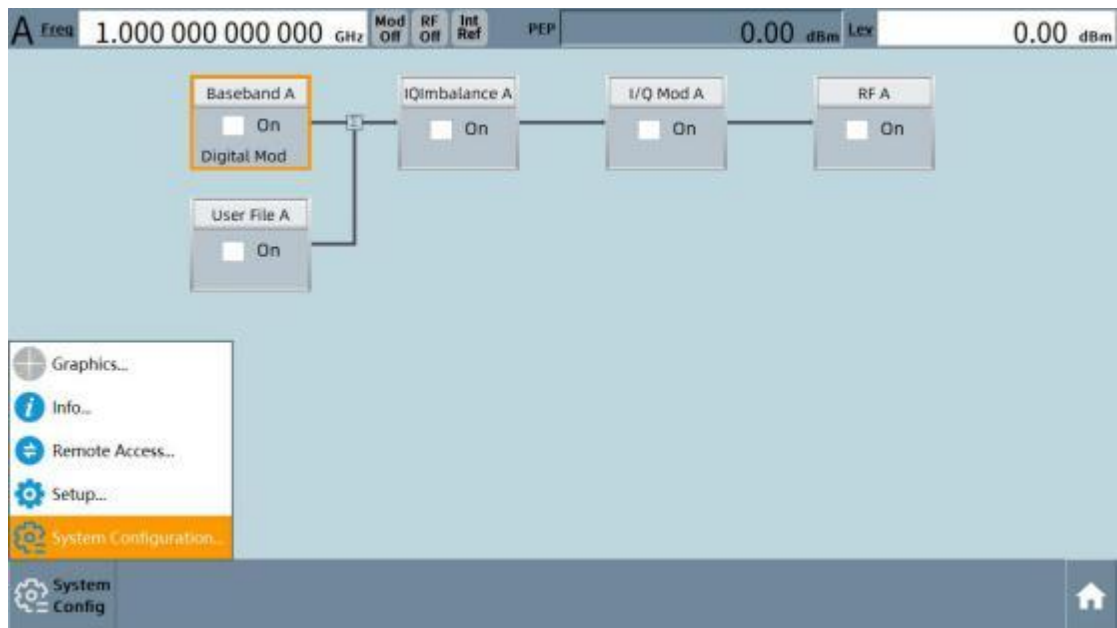 A Freq 1.000 000 000 000 GHz Mod Off RF Off Int Ref PEP 0.00 dBm Lev 0.00 dBm
Baseband A IQImbalance A I/Q Mod A RF A
On On On On
Digital Mod
User File A
On
Graphics...
Info...
Remote Access...
Setup...
System Configuration...
System
Config